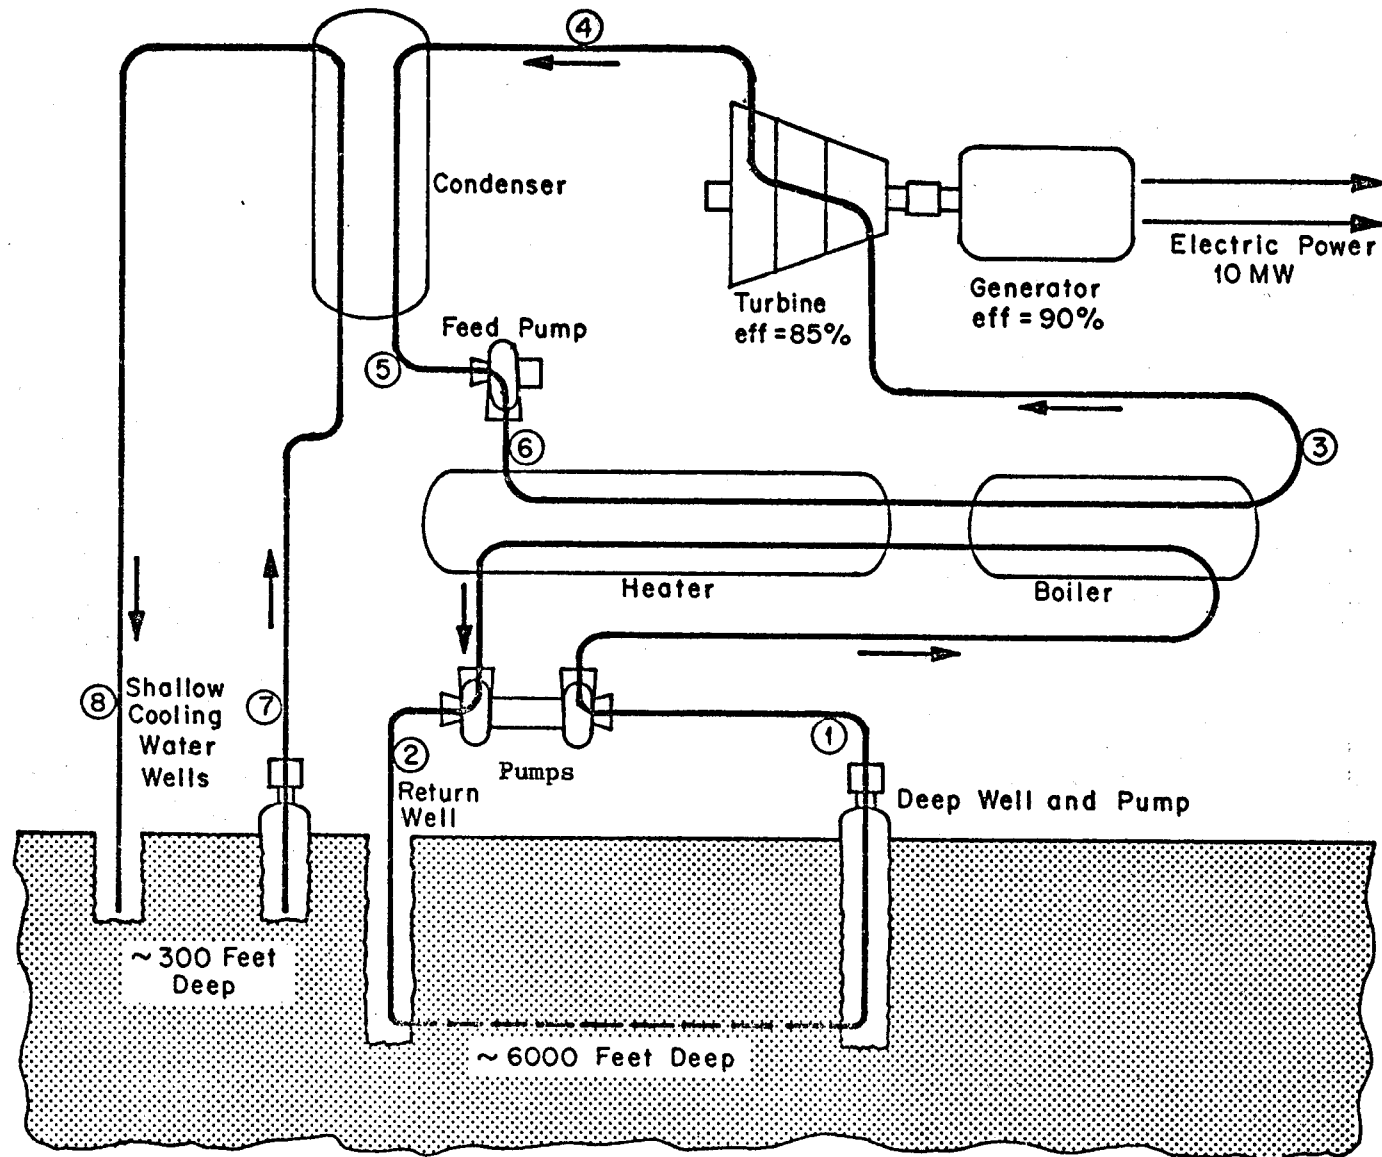 ④
Condenser
Electric Power
10 MW
Turbine
eff = 85%
Generator
eff = 90%
Feed Pump
⑤
⑥
③
Heater
Boiler
⑧
Shallow
Cooling
Water
Wells
⑦
②
Pumps
①
Return
Well
Deep Well and Pump
~ 300 Feet
Deep
~ 6000 Feet Deep